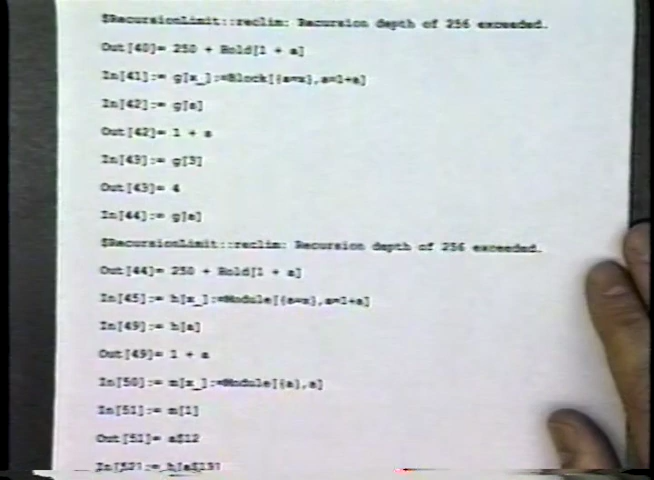 $RecursionLimit::reclim: Recursion depth of 256 exceeded.
Out[40]= 250 + Hold[1 + a]
In[41]:= g[x_]:=Block[{a=x},a=1+a]
In[42]:= g[s]
Out[42]= 1 + s
In[43]:= g[3]
Out[43]= 4
In[44]:= g[a]
$RecursionLimit::reclim: Recursion depth of 256 exceeded.
Out[44]= 250 + Hold[1 + a]
In[45]:= h[x_]:=Module[{a=x},a=1+a]
In[49]:= h[a]
Out[49]= 1 + a
In[50]:= m[x_]:=Module[{a},a]
In[51]:= m[1]
Out[51]= a$12
In[52]:= h[a$13]